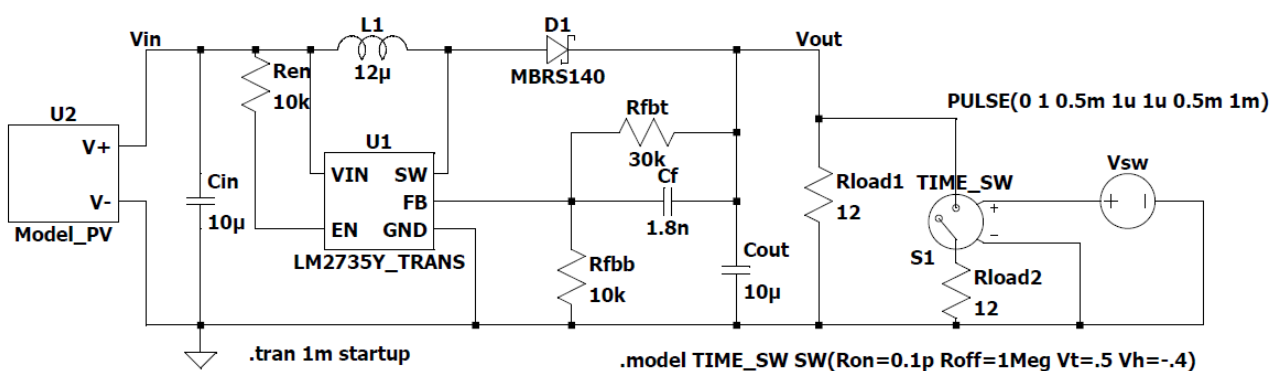 Vin
L1
12µ
D1
MBRS140
Vout
Ren
10k
PULSE(0 1 0.5m 1u 1u 0.5m 1m)
U2
V+
V-
Model_PV
Cin
10µ
U1
VIN
SW
FB
EN
GND
LM2735Y_TRANS
Rfbt
30k
Cf
1.8n
Rfbb
10k
Cout
10µ
Rload1
12
TIME_SW
S1
+
–
Vsw
+
Rload2
12
.tran 1m startup
.model TIME_SW SW(Ron=0.1p Roff=1Meg Vt=.5 Vh=-.4)